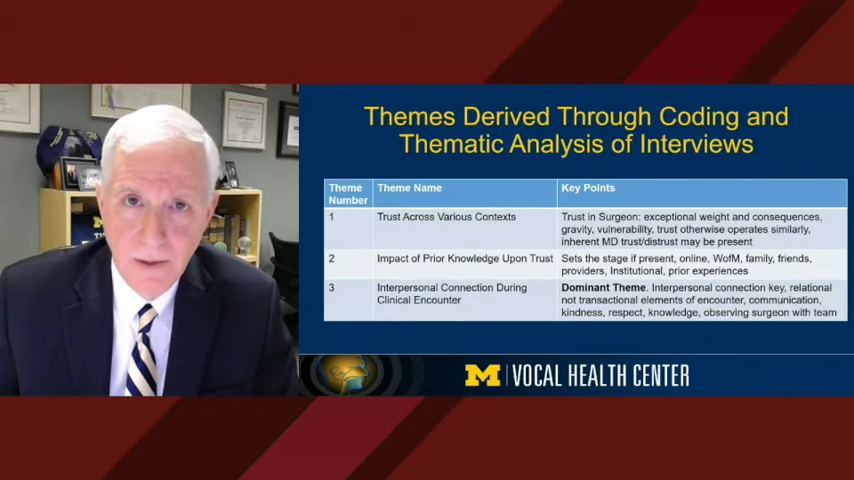 Themes Derived Through Coding and
Thematic Analysis of Interviews
Theme
Number
Theme Name
Key Points
1
Trust Across Various Contexts
Trust in Surgeon: exceptional weight and consequences,
gravity, vulnerability, trust otherwise operates similarly,
inherent MD trust/distrust may be present
2
Impact of Prior Knowledge Upon Trust
Sets the stage if present, online, WofM, family, friends,
providers, Institutional, prior experiences
3
Interpersonal Connection During
Clinical Encounter
Dominant Theme. Interpersonal connection key, relational
not transactional elements of encounter, communication,
kindness, respect, knowledge, observing surgeon with team
M | VOCAL HEALTH CENTER